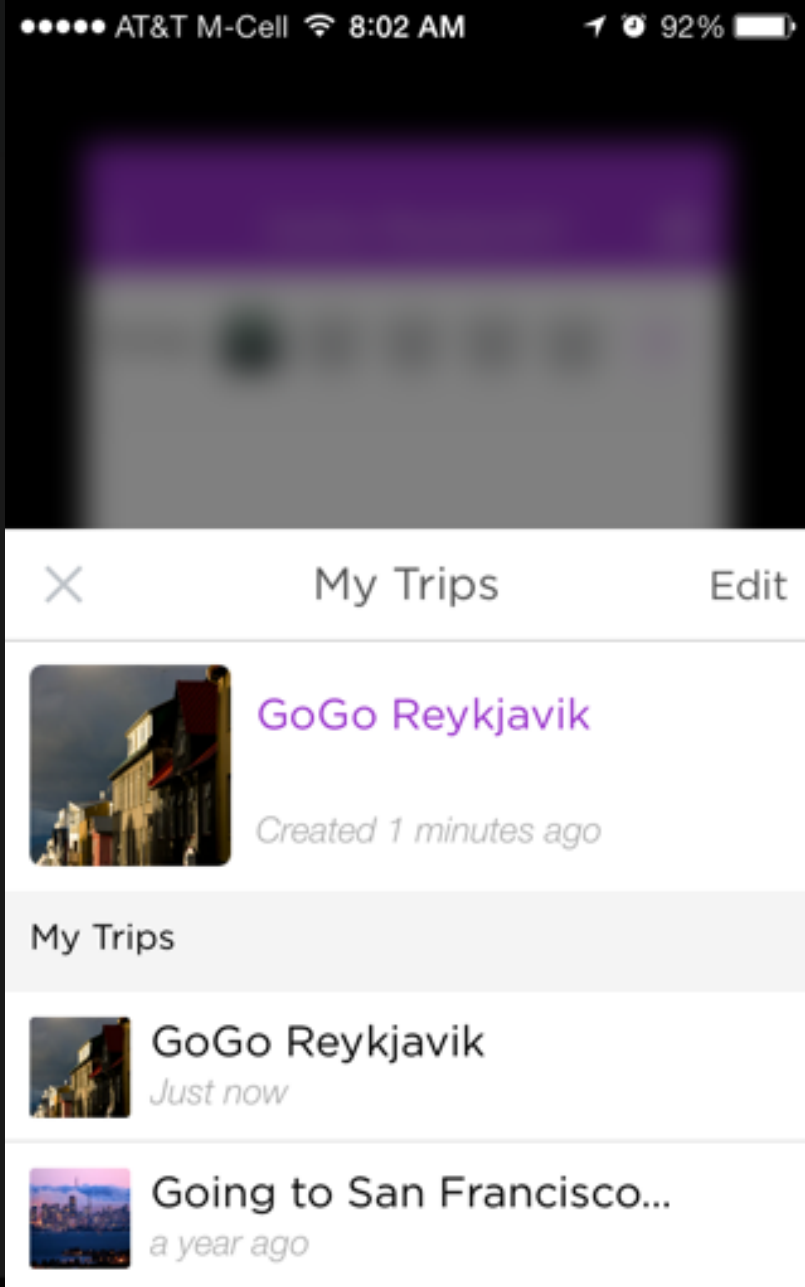 AT&T M-Cell 8:02 AM 92%
My Trips Edit
GoGo Reykjavik
Created 1 minutes ago
My Trips
GoGo Reykjavik
Just now
Going to San Francisco...
a year ago